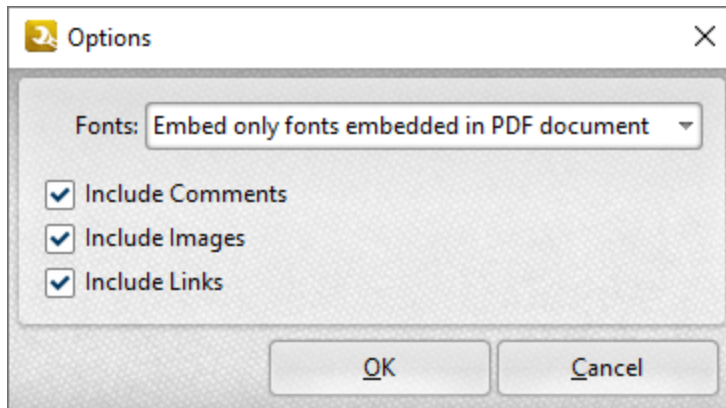 Options
Fonts: Embed only fonts embedded in PDF document
Include Comments
Include Images
Include Links
OK Cancel